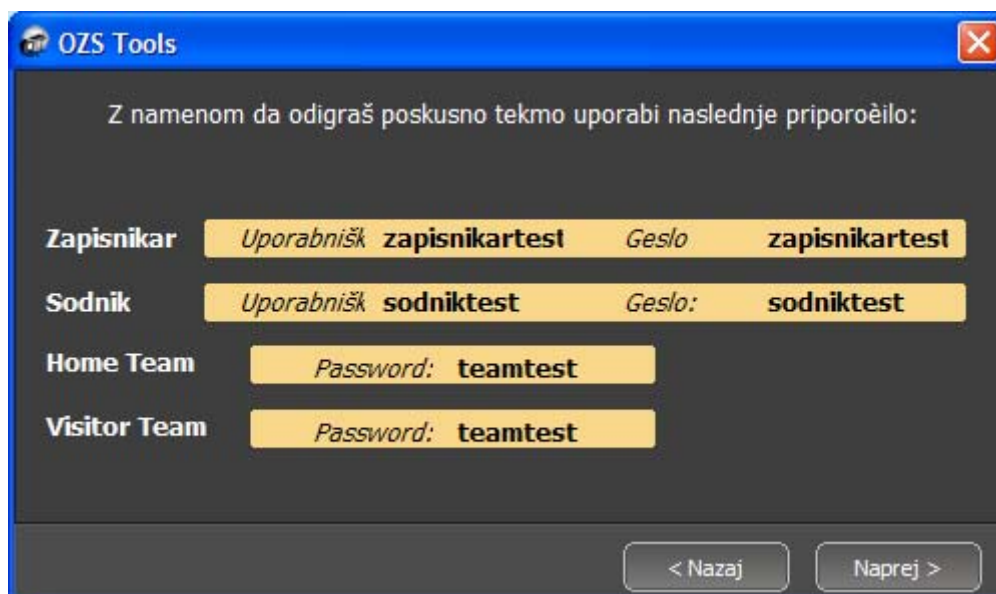 OZS Tools
Z namenom da odigraš poskusno tekmo uporabi naslednje priporoèilo:
Zapisnikar Uporabnišk zapisnikartest Geslo zapisnikartest
Sodnik Uporabnišk sodniktest Geslo: sodniktest
Home Team Password: teamtest
Visitor Team Password: teamtest
< Nazaj Naprej >